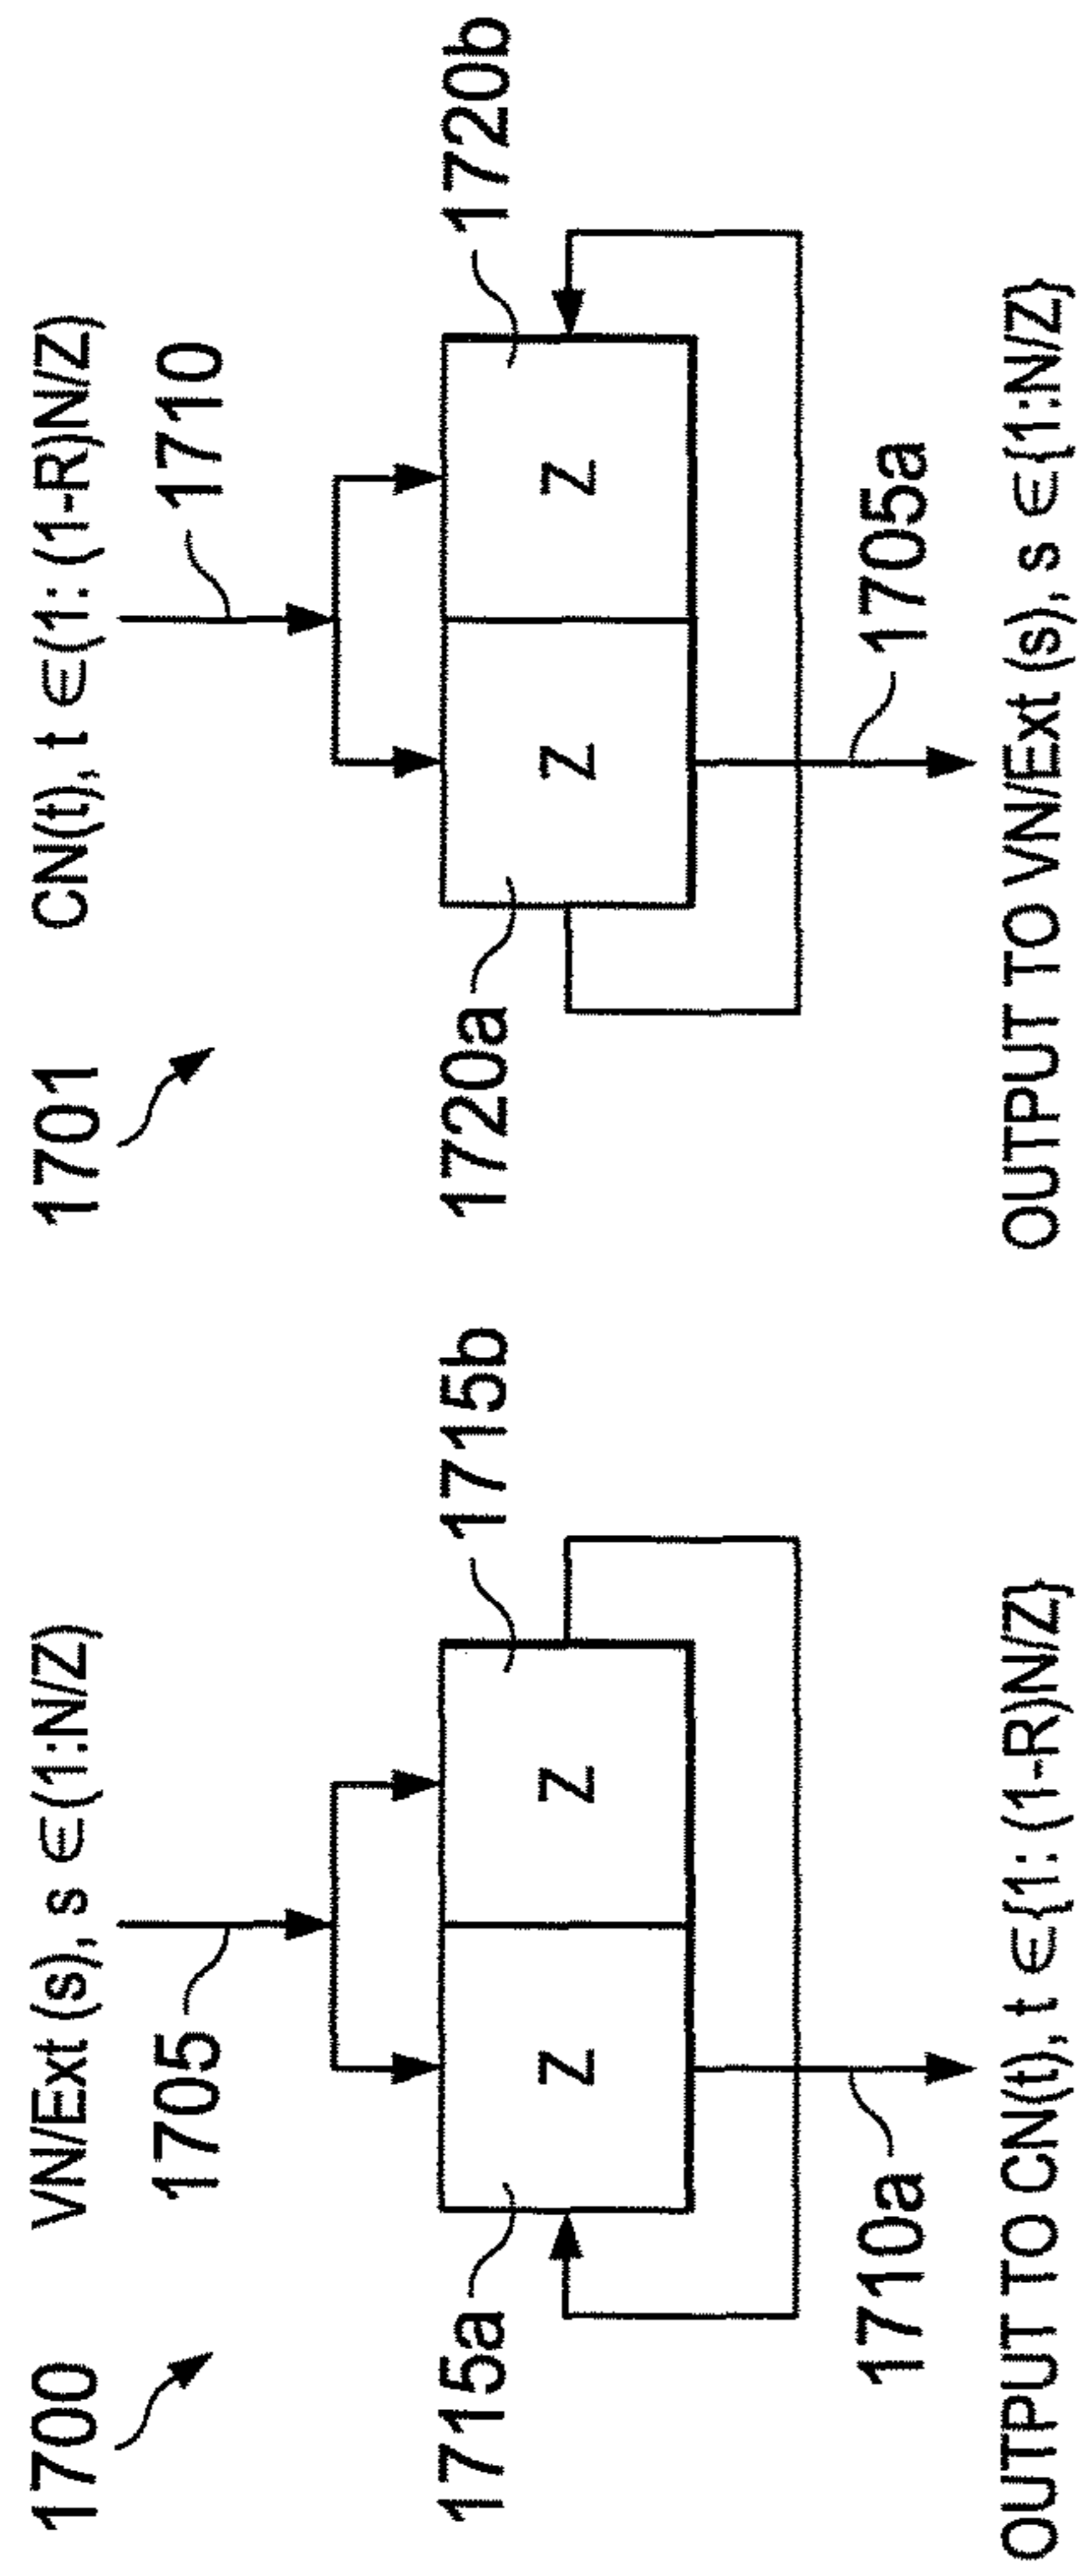 1700
VN/Ext (s), s ∈(1:N/Z)
1705
1715a
Z
Z
1715b
1710a
OUTPUT TO CN(t), t ∈{1: (1-R)N/Z}
1701
CN(t), t ∈(1: (1-R)N/Z)
1710
1720a
Z
Z
1720b
1705a
OUTPUT TO VN/Ext (s), s ∈{1:N/Z}